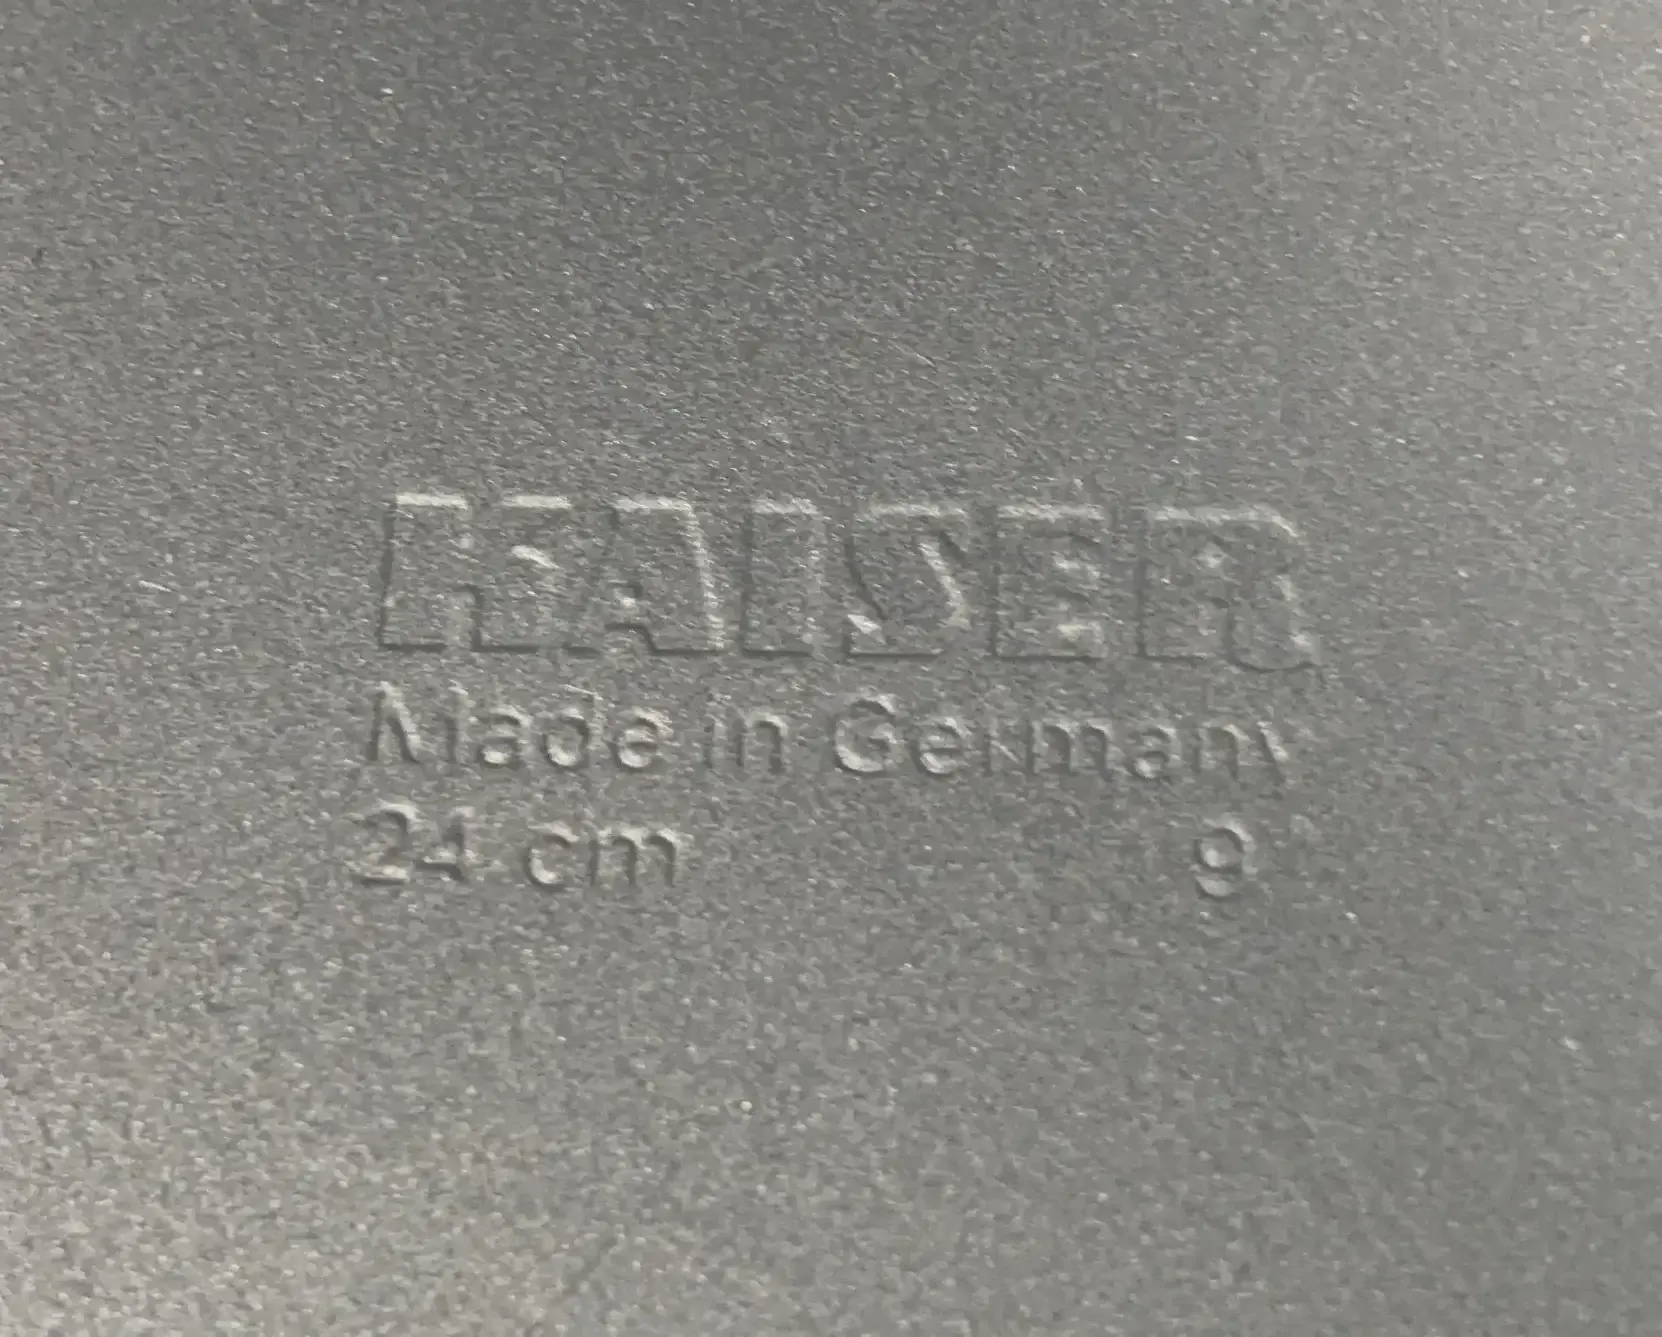 KAISER
Made in Germany
24 cm 9